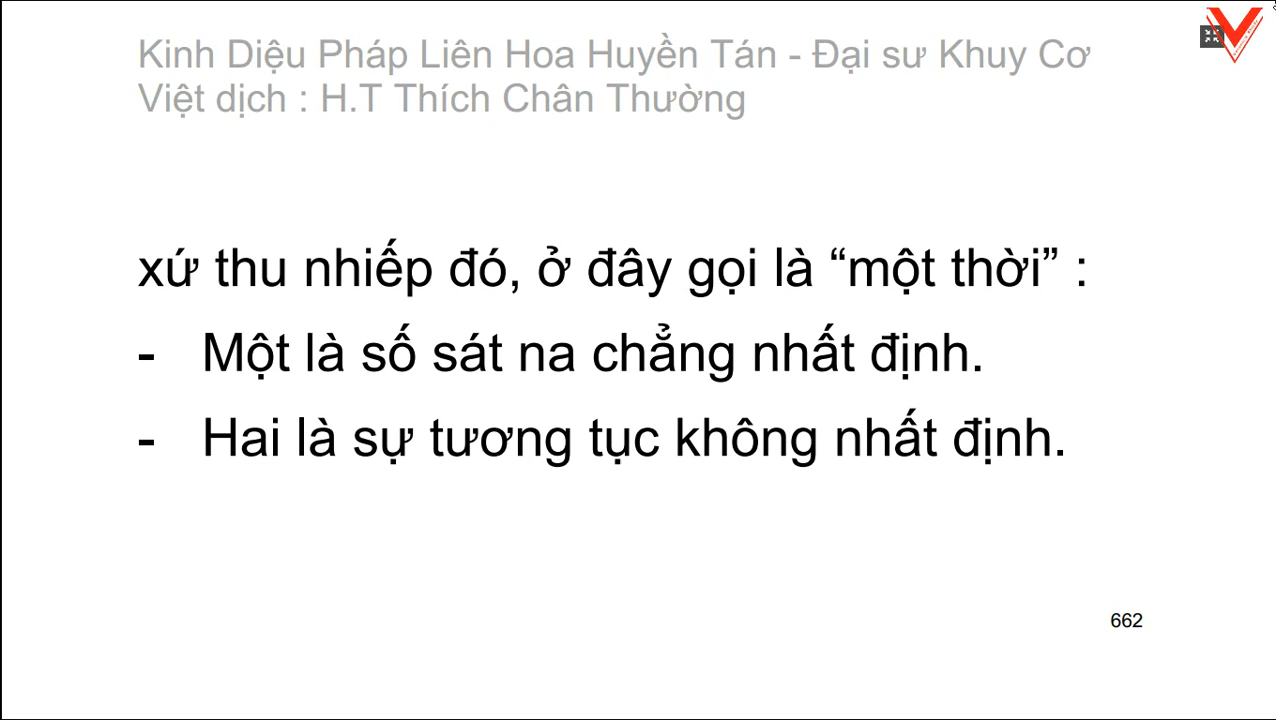 Kinh Diệu Pháp Liên Hoa Huyền Tán - Đại sư Khuy Cơ
Việt dịch : H.T Thích Chân Thường
xứ thu nhiếp đó, ở đây gọi là “một thời” :
- Một là số sát na chẳng nhất định.
- Hai là sự tương tục không nhất định.
662